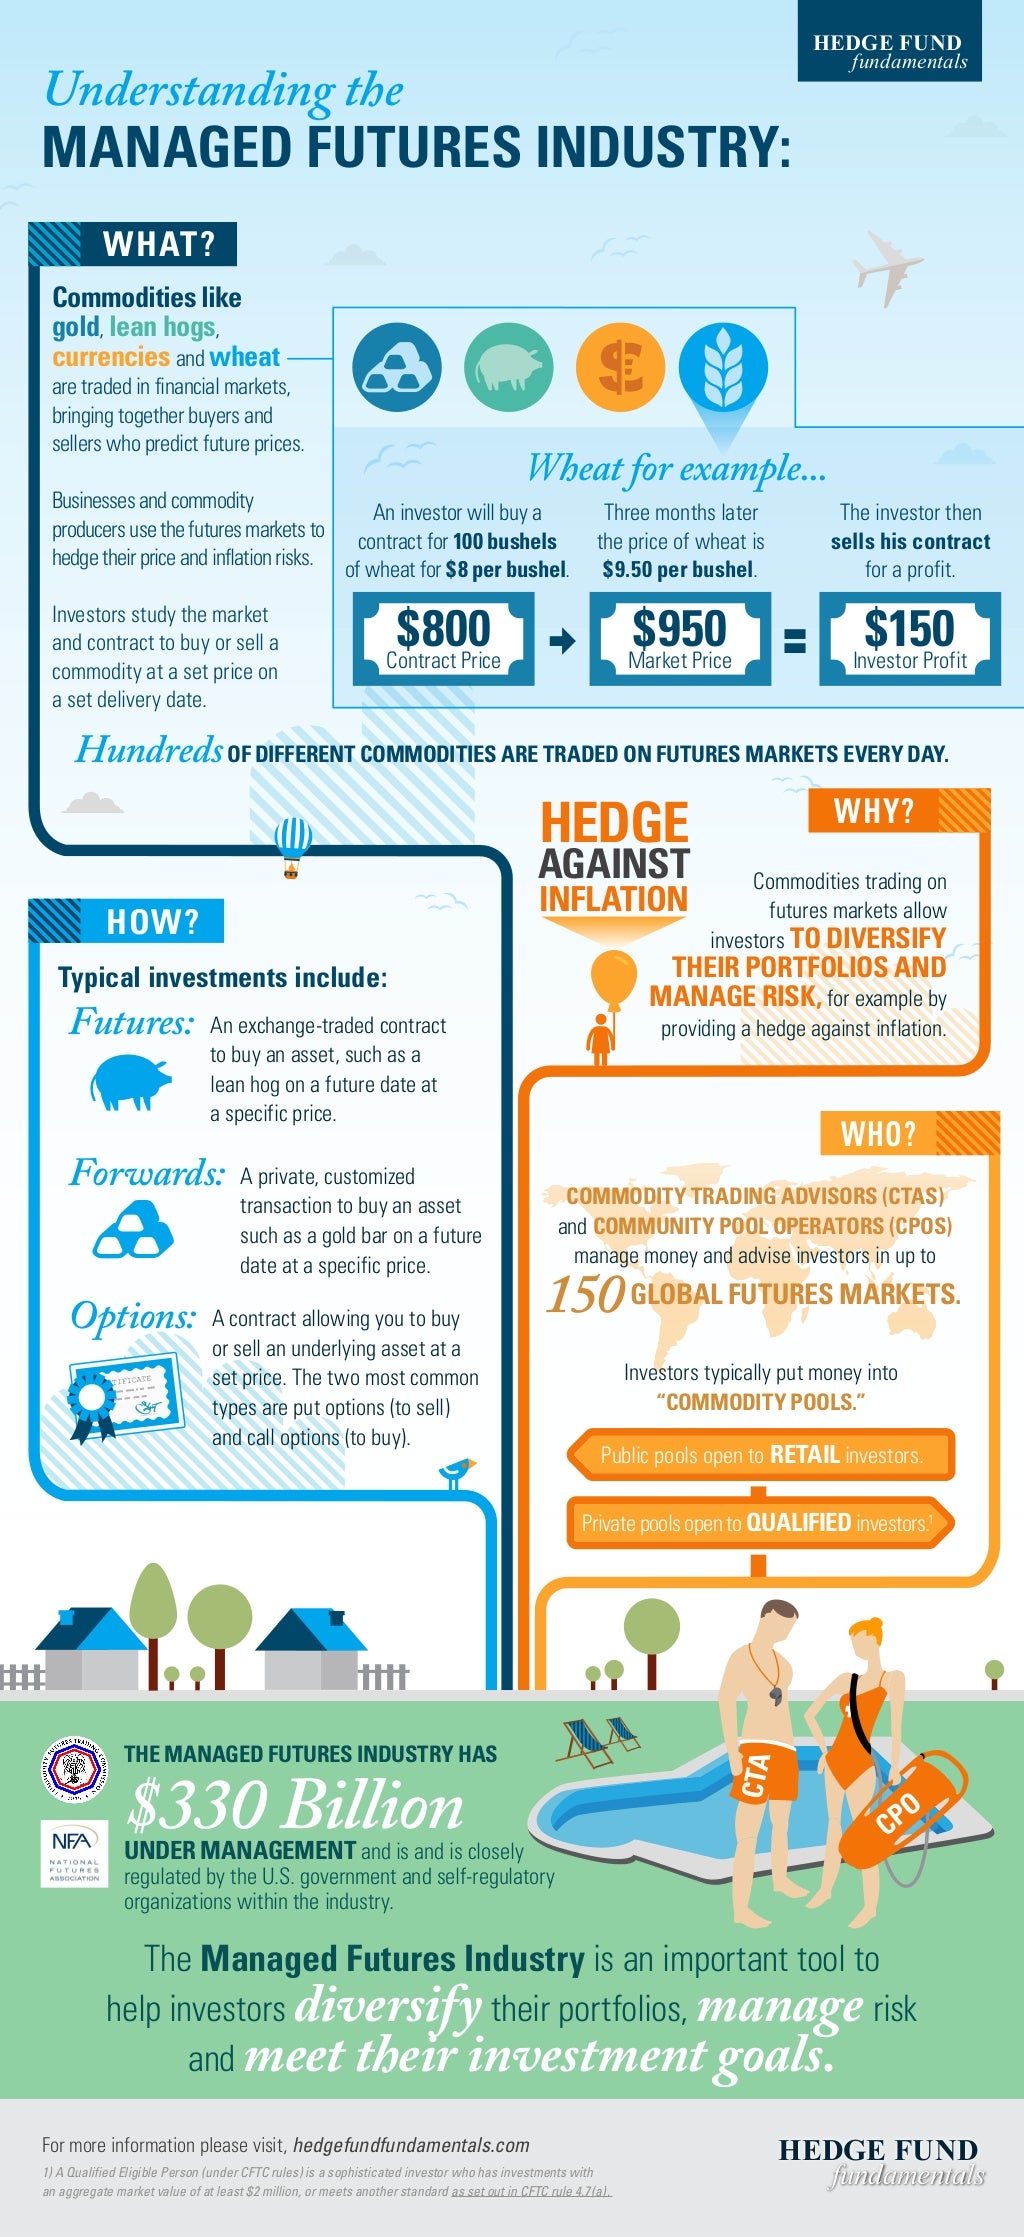 HEDGE FUND
fundamentals
Understanding the
MANAGED FUTURES INDUSTRY:
WHAT?
Commodities like
gold, lean hogs,
currencies and wheat
are traded in financial markets,
bringing together buyers and
sellers who predict future prices.
Businesses and commodity
producers use the futures markets to
hedge their price and inflation risks.
Investors study the market
and contract to buy or sell a
commodity at a set price on
a set delivery date.
Wheat for example...
An investor will buy a
contract for 100 bushels
of wheat for $8 per bushel.
$800
Contract Price
Three months later
the price of wheat is
$9.50 per bushel.
$950
Market Price
=
The investor then
sells his contract
for a profit.
$150
Investor Profit
Hundreds OF DIFFERENT COMMODITIES ARE TRADED ON FUTURES MARKETS EVERY DAY.
WHY?
HEDGE
AGAINST
INFLATION
Commodities trading on
futures markets allow
investors TO DIVERSIFY
THEIR PORTFOLIOS AND
MANAGE RISK, for example by
providing a hedge against inflation.
HOW?
Typical investments include:
Futures:
An exchange-traded contract
to buy an asset, such as a
lean hog on a future date at
a specific price.
Forwards:
A private, customized
transaction to buy an asset
such as a gold bar on a future
date at a specific price.
Options:
A contract allowing you to buy
or sell an underlying asset at a
set price. The two most common
types are put options (to sell)
and call options (to buy).
WHO?
COMMODITY TRADING ADVISORS (CTAS)
and COMMUNITY POOL OPERATORS (CPOS)
manage money and advise investors in up to
150 GLOBAL FUTURES MARKETS.
Investors typically put money into
“COMMODITY POOLS.”
Public pools open to RETAIL investors.
Private pools open to QUALIFIED investors.¹
CTA
CPO
THE MANAGED FUTURES INDUSTRY HAS
$330 Billion
UNDER MANAGEMENT and is and is closely
regulated by the U.S. government and self-regulatory
organizations within the industry.
NFA
NATIONAL
FUTURES
ASSOCIATION
The Managed Futures Industry is an important tool to
help investors diversify their portfolios, manage risk
and meet their investment goals.
For more information please visit, hedgefundfundamentals.com
1) A Qualified Eligible Person (under CFTC rules) is a sophisticated investor who has investments with
an aggregate market value of at least $2 million, or meets another standard as set out in CFTC rule 4.7(a).
HEDGE FUND
fundamentals